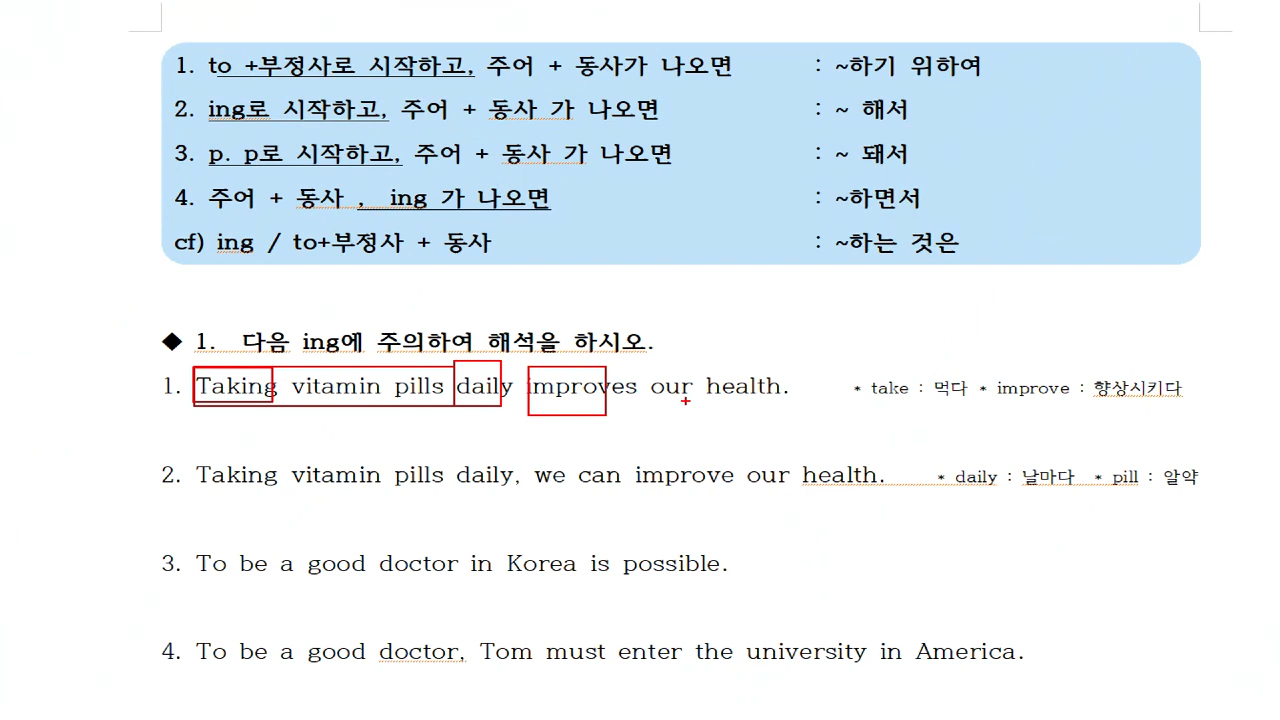 1. to +부정사로 시작하고, 주어 + 동사가 나오면 : ~하기 위하여
2. ing로 시작하고, 주어 + 동사 가 나오면 : ~ 해서
3. p. p로 시작하고, 주어 + 동사 가 나오면 : ~ 돼서
4. 주어 + 동사 , ing 가 나오면 : ~하면서
cf) ing / to+부정사 + 동사 : ~하는 것은
◆ 1. 다음 ing에 주의하여 해석을 하시오.
1. Taking vitamin pills daily improves our health. * take : 먹다 * improve : 향상시키다
2. Taking vitamin pills daily, we can improve our health. * daily : 날마다 * pill : 알약
3. To be a good doctor in Korea is possible.
4. To be a good doctor, Tom must enter the university in America.